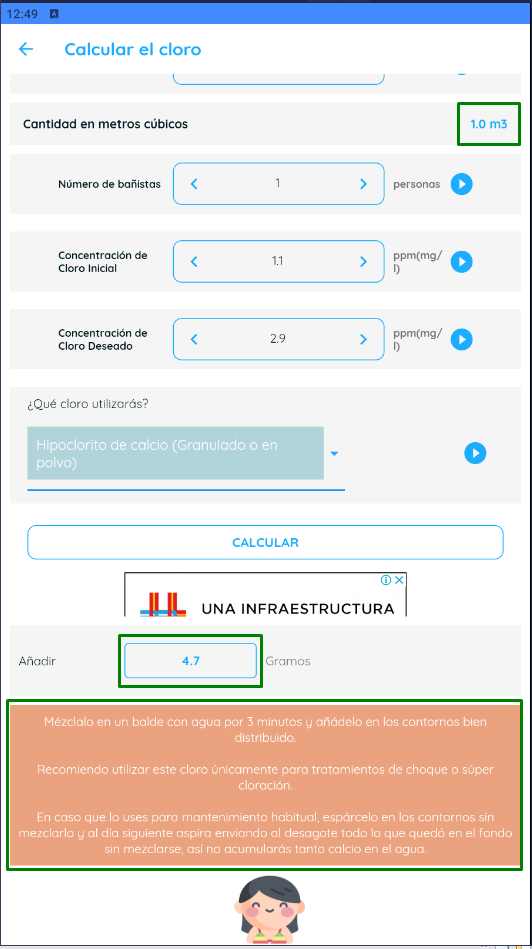 12:49 A
Calcular el cloro
Cantidad en metros cúbicos
1.0 m3
Número de bañistas
1
personas
Concentración de
Cloro Inicial
1.1
ppm(mg/
l)
Concentración de
Cloro Deseado
2.9
ppm(mg/
l)
¿Qué cloro utilizarás?
Hipoclorito de calcio (Granulado o en
polvo)
CALCULAR
UNA INFRAESTRUCTURA
Añadir
4.7
Gramos
Mézclalo en un balde con agua por 3 minutos y añádelo en los contornos bien
distribuido.
Recomiendo utilizar este cloro únicamente para tratamientos de choque o súper
cloración.
En caso que lo uses para mantenimiento habitual, espárcelo en los contornos sin
mezclarlo y al día siguiente aspira enviando al desagote todo lo que quedó en el fondo
sin mezclarse, así no acumularás tanto calcio en el agua.